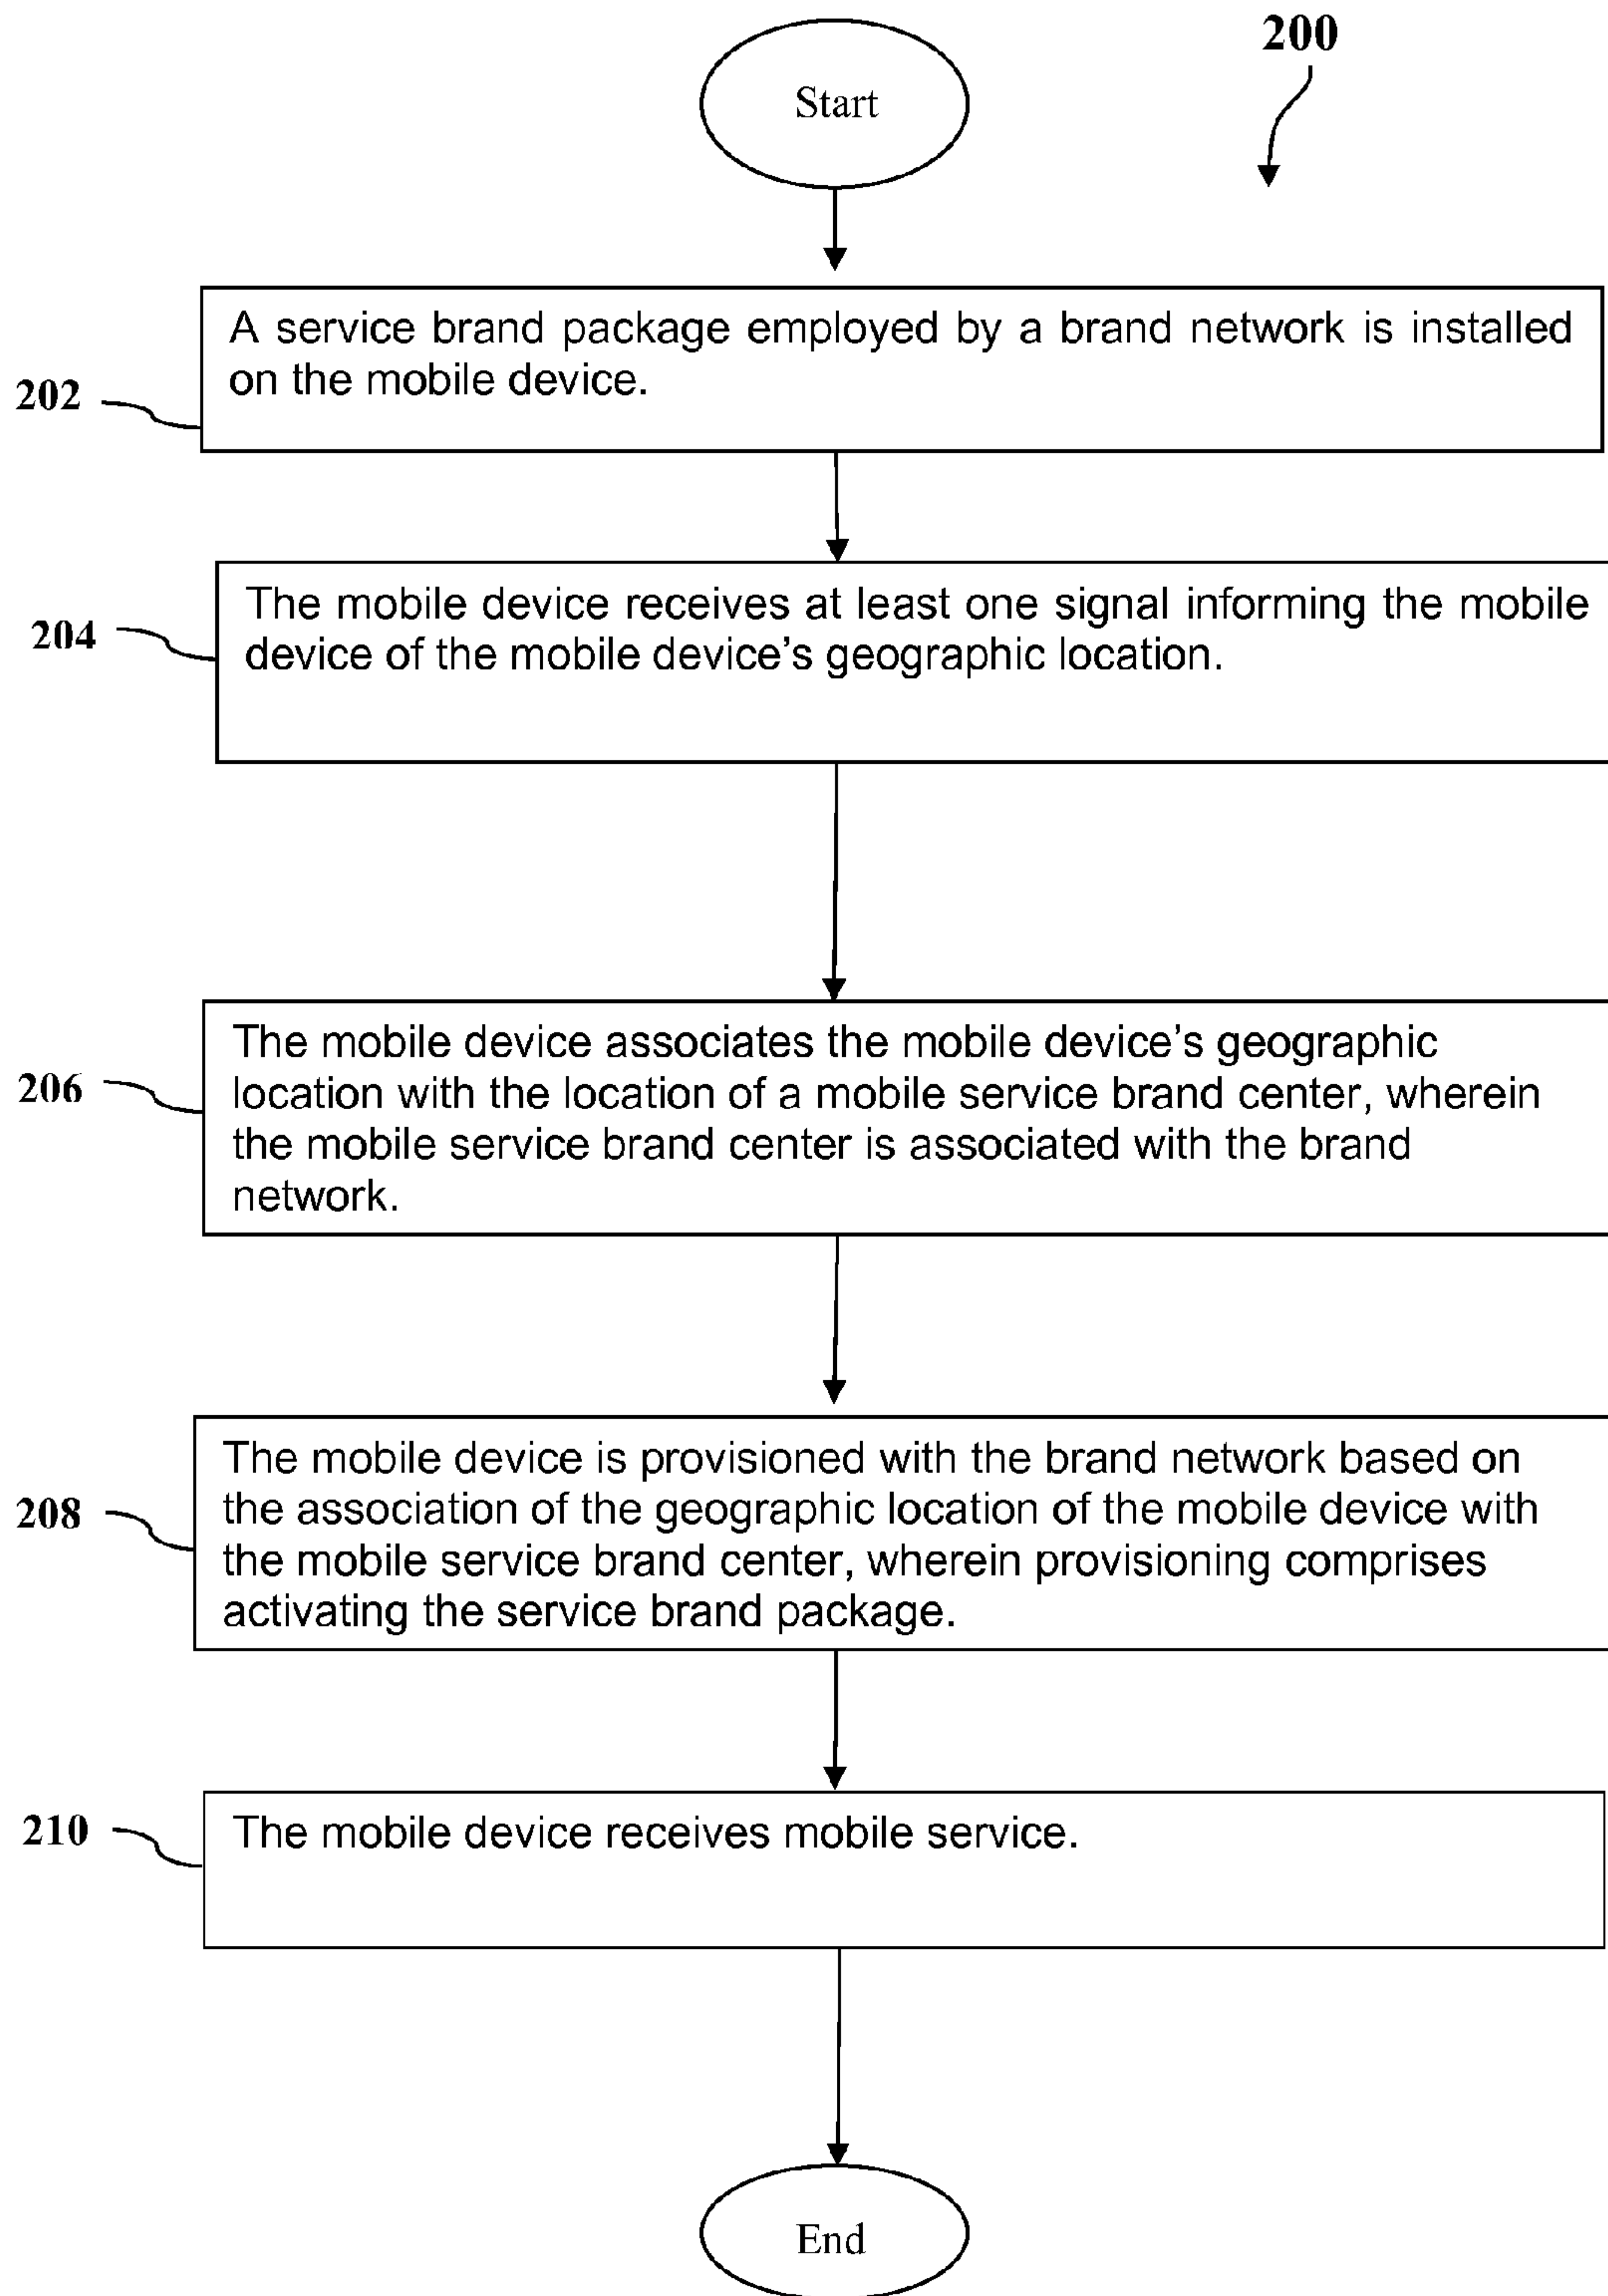 Start
200
A service brand package employed by a brand network is installed
on the mobile device.
202
The mobile device receives at least one signal informing the mobile
device of the mobile device’s geographic location.
204
The mobile device associates the mobile device’s geographic
location with the location of a mobile service brand center, wherein
the mobile service brand center is associated with the brand
network.
206
The mobile device is provisioned with the brand network based on
the association of the geographic location of the mobile device with
the mobile service brand center, wherein provisioning comprises
activating the service brand package.
208
The mobile device receives mobile service.
210
End